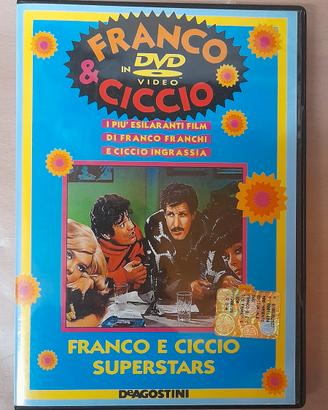 FRANCO
& IN DVD
VIDEO
CICCIO
I PIU' ESILARANTI FILM
DI FRANCO FRANCHI
E CICCIO INGRASSIA
FRANCO E CICCIO
SUPERSTARS
DEAGOSTINI